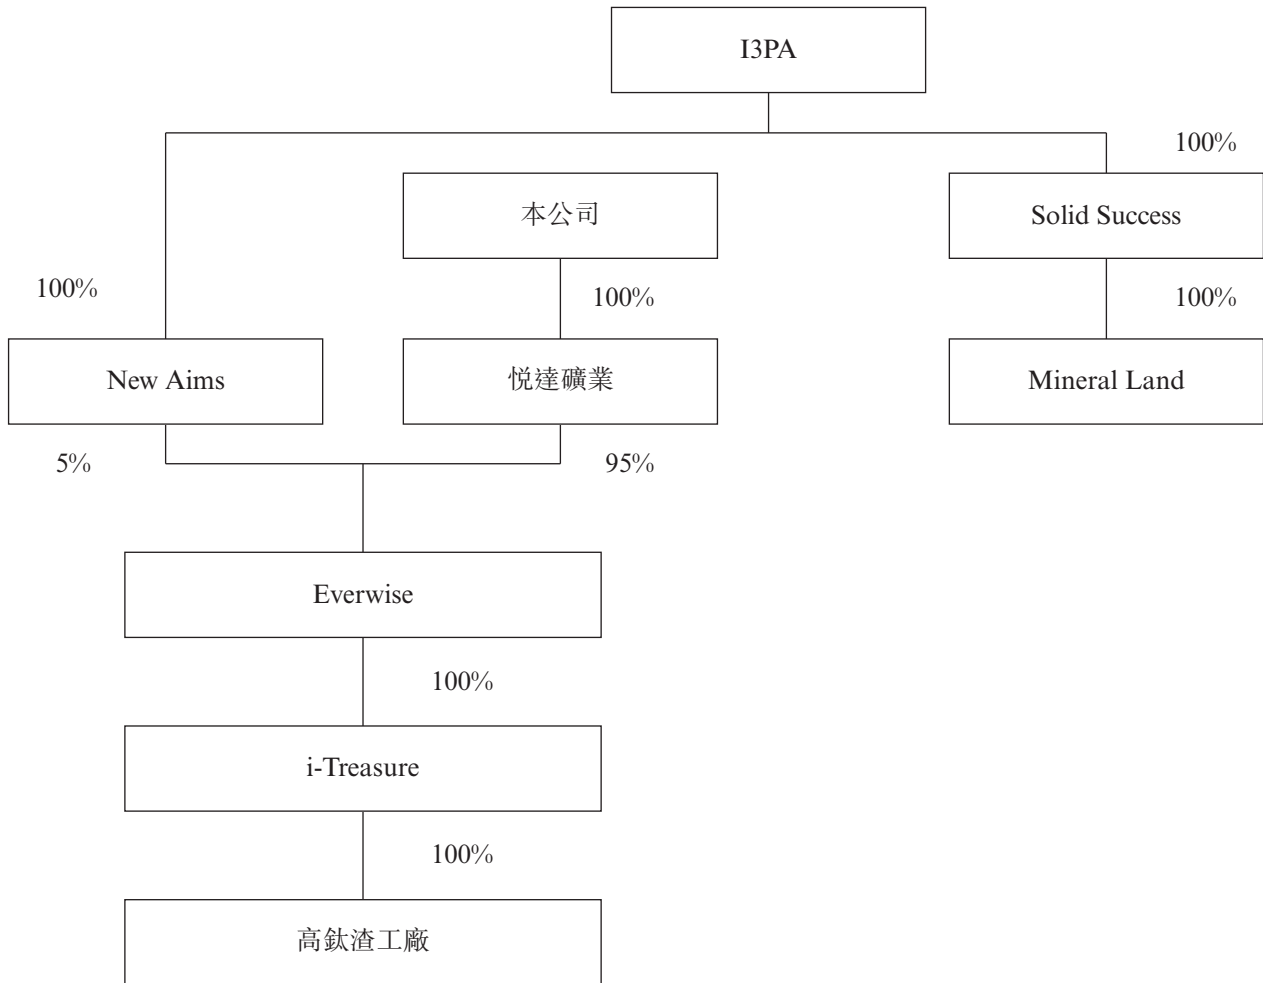 I3PA
100%
本公司
Solid Success
100%
100%
100%
New Aims
悅達礦業
Mineral Land
5%
95%
Everwise
100%
i-Treasure
100%
高鈦渣工廠